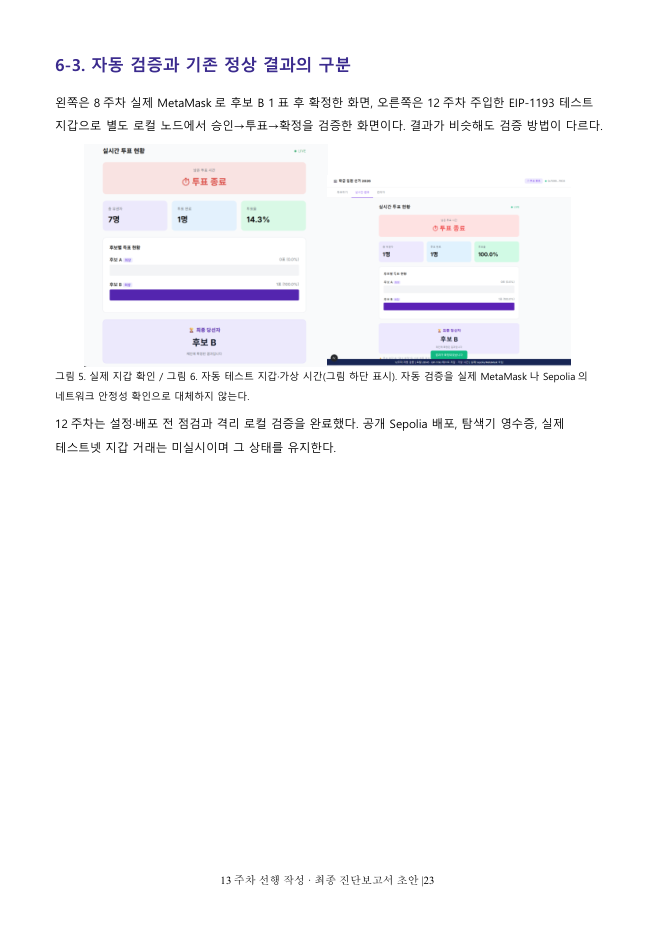 6-3. 자동 검증과 기존 정상 결과의 구분
왼쪽은 8 주차 실제 MetaMask 로 후보 B 1 표 후 확정한 화면, 오른쪽은 12 주차 주입한 EIP-1193 테스트
지갑으로 별도 로컬 노드에서 승인→투표→확정을 검증한 화면이다. 결과가 비슷해도 검증 방법이 다르다.
실시간 투표 현황
투표 종료
7명
1명
14.3%
후보별 득표 현황
후보 A
후보 B
최종 당선자
후보 B
실시간 투표 현황
투표 종료
1명
1명
100.0%
후보 A
후보 B
최종 당선자
후보 B
그림 5. 실제 지갑 확인 / 그림 6. 자동 테스트 지갑·가상 시간(그림 하단 표시). 자동 검증을 실제 MetaMask 나 Sepolia 의
네트워크 안정성 확인으로 대체하지 않는다.
12 주차는 설정·배포 전 점검과 격리 로컬 검증을 완료했다. 공개 Sepolia 배포, 탐색기 영수증, 실제
테스트넷 지갑 거래는 미실시이며 그 상태를 유지한다.
13 주차 선행 작성 · 최종 진단보고서 초안 |23